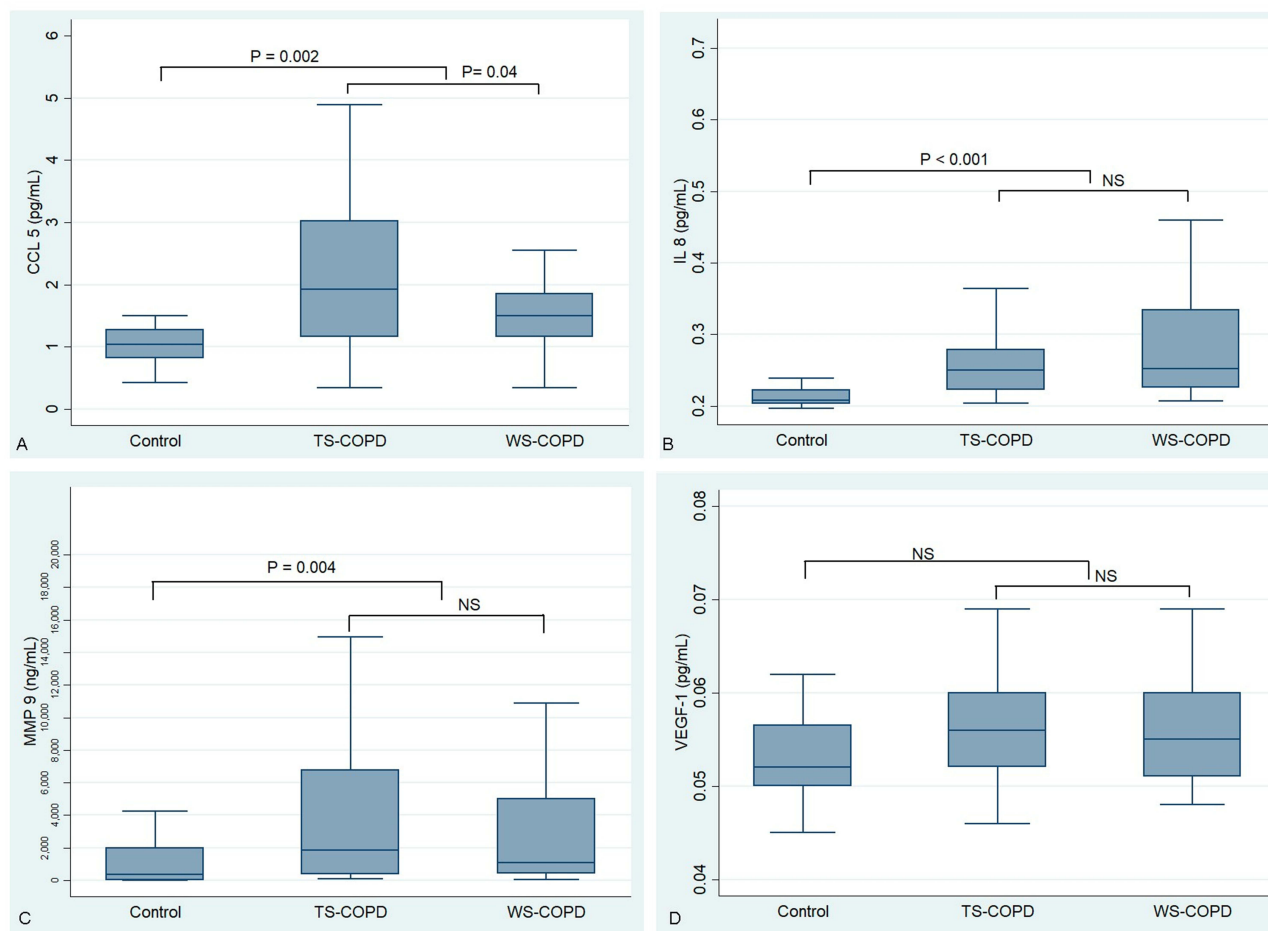 6
5
4
3
2
1
0
CCL 5 (pg/mL)
P = 0.002
P= 0.04
Control
TS-COPD
WS-COPD
A
0.7
0.6
0.5
0.4
0.3
0.2
IL 8 (pg/mL)
P < 0.001
NS
Control
TS-COPD
WS-COPD
B
20,000
18,000
16,000
14,000
12,000
10,000
8,000
6,000
4,000
2,000
0
MMP 9 (ng/mL)
P = 0.004
NS
Control
TS-COPD
WS-COPD
C
0.08
0.07
0.06
0.05
0.04
VEGF-1 (pg/mL)
NS
NS
Control
TS-COPD
WS-COPD
D